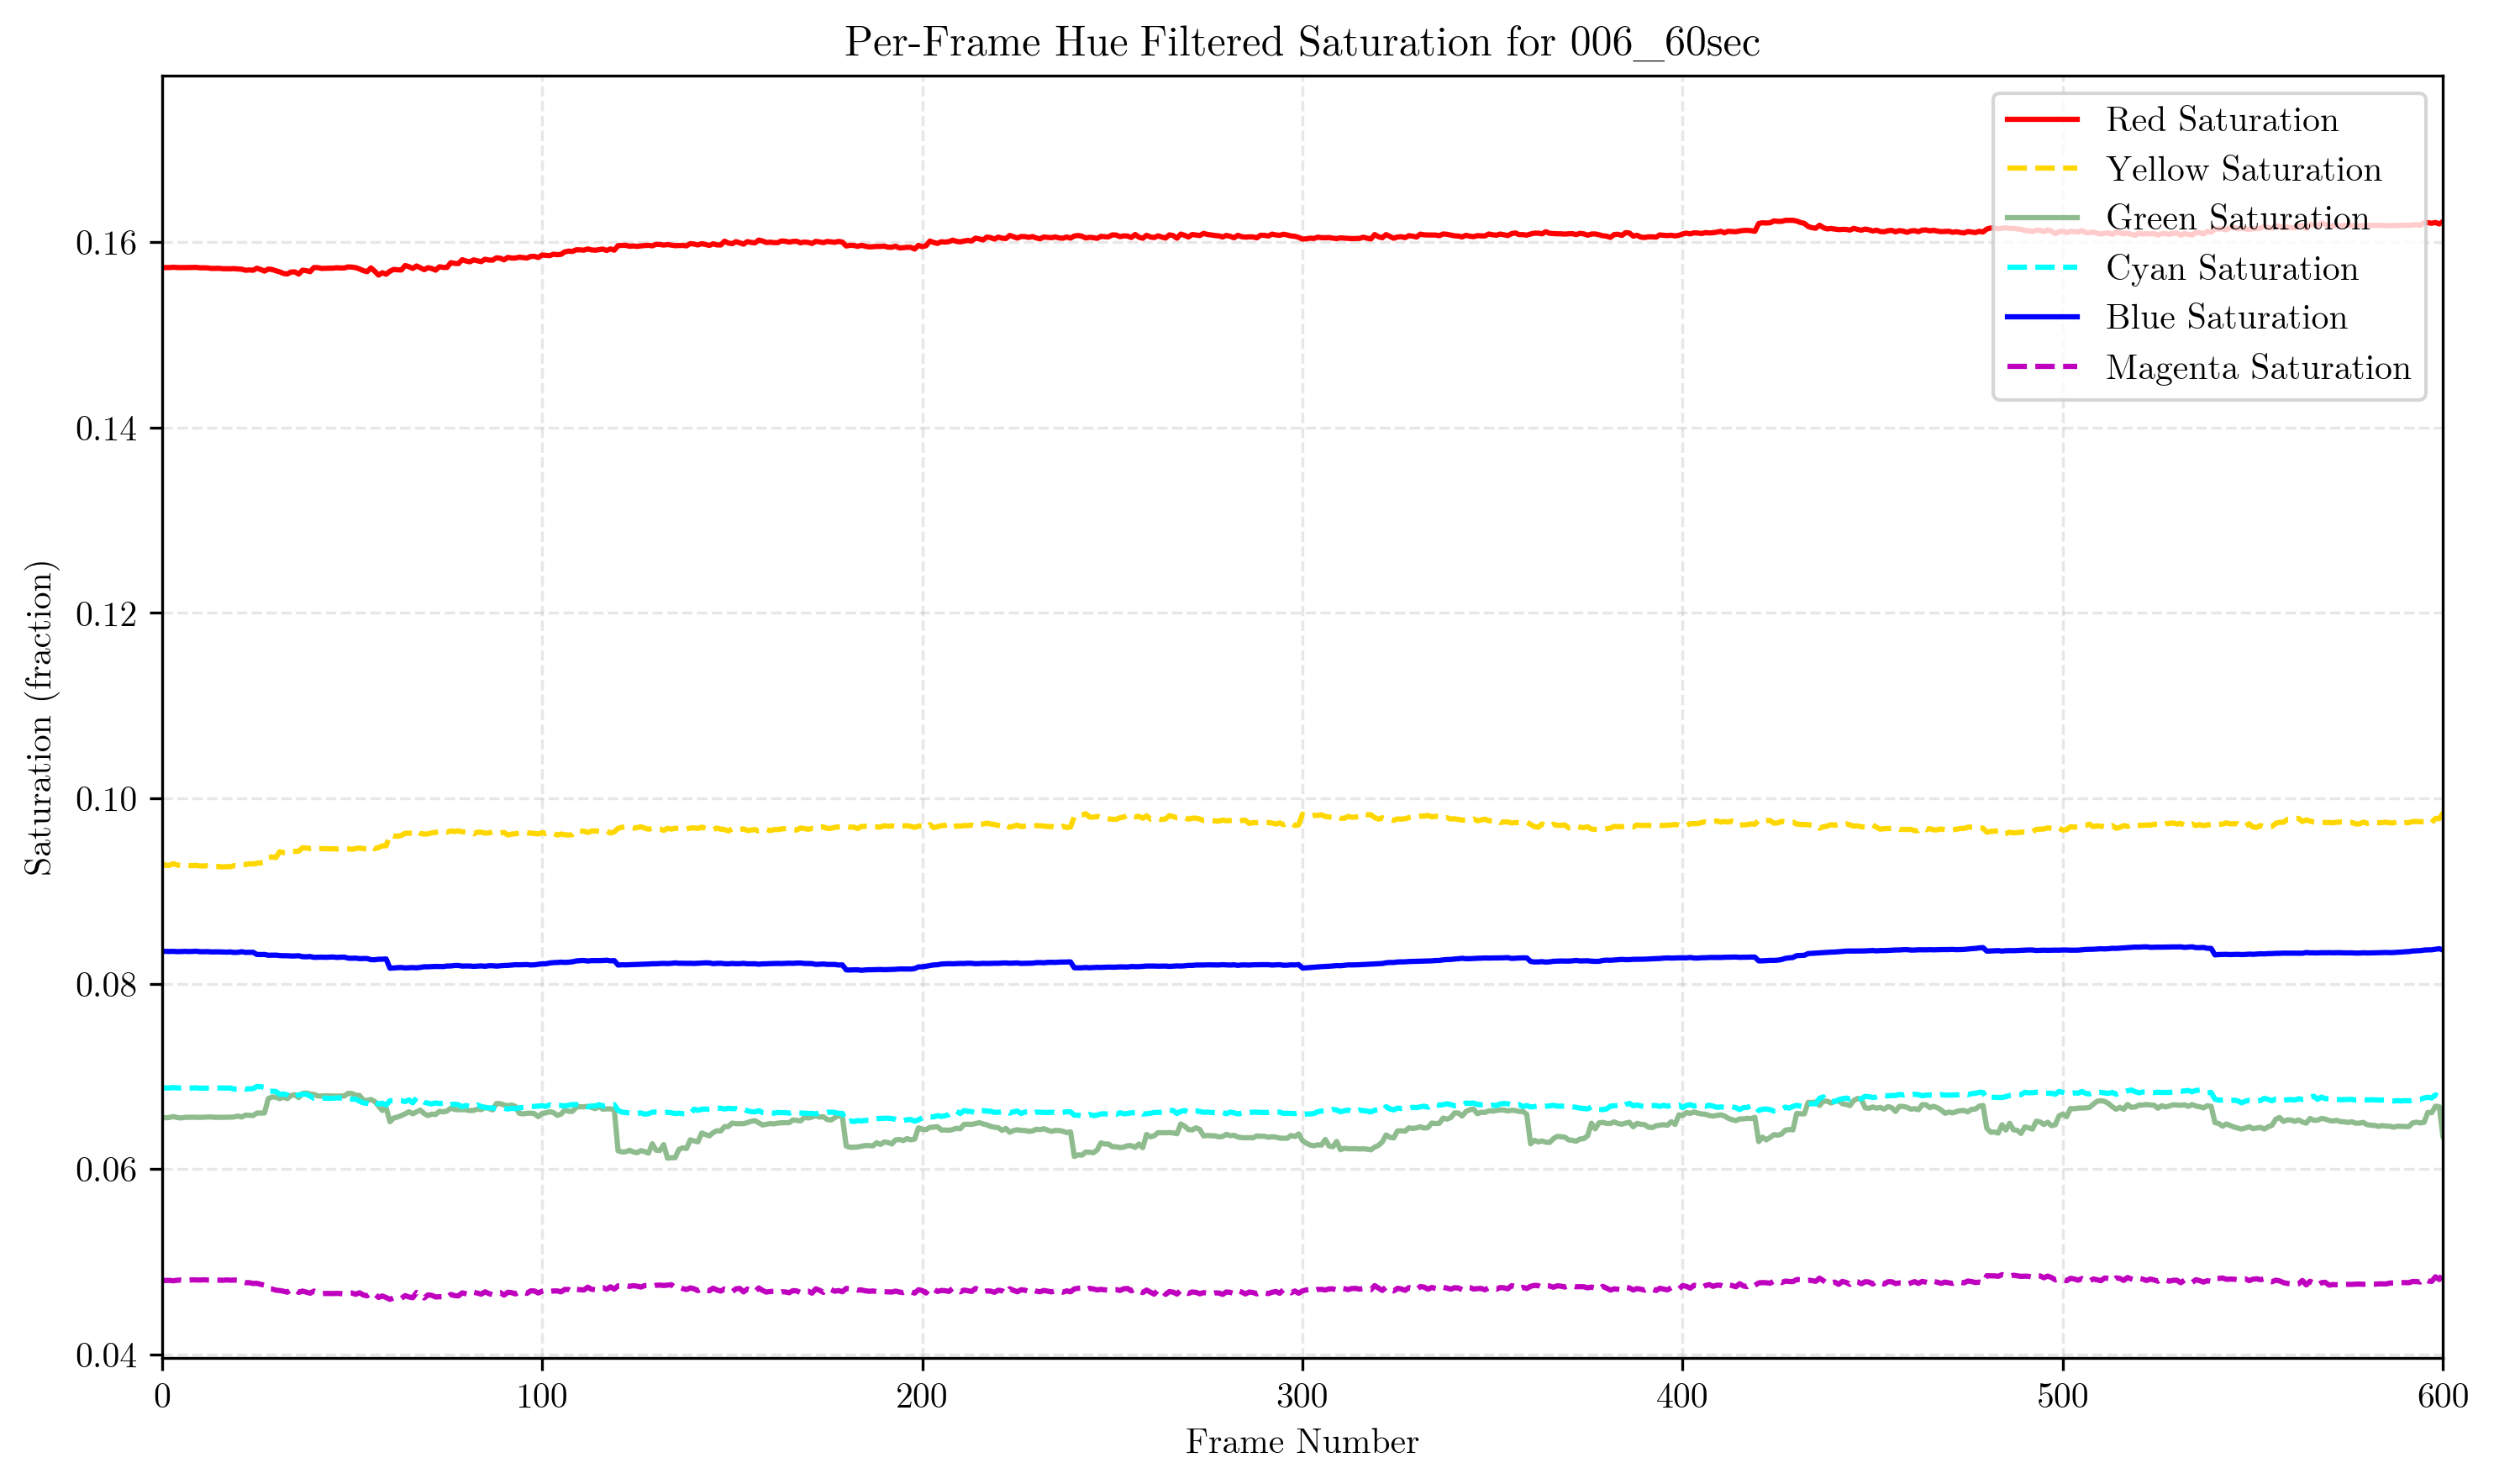 Per-Frame Hue Filtered Saturation for 006_60sec
Red Saturation
Yellow Saturation
Green Saturation
Cyan Saturation
Blue Saturation
Magenta Saturation
Saturation (fraction)
0.16
0.14
0.12
0.10
0.08
0.06
0.04
0 100 200 300 400 500 600
Frame Number